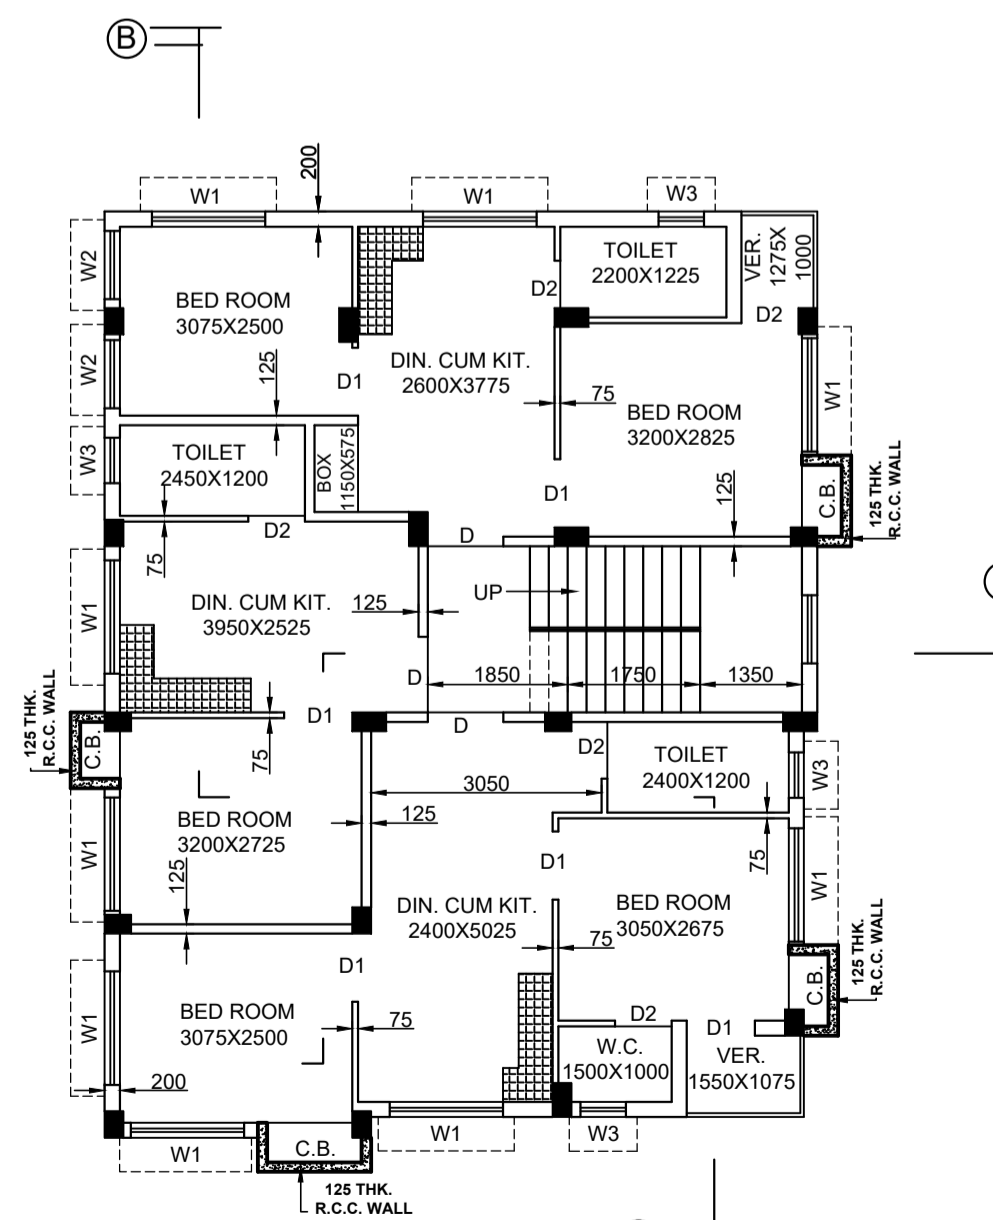 B
200
W1
W1
W3
W2
BED ROOM
3075X2500
D2
TOILET
2200X1225
VER.
1275X
1000
D2
W2
125
D1
DIN. CUM KIT.
2600X3775
75
BED ROOM
3200X2825
W1
W3
TOILET
2450X1200
BOX
1150X575
D1
125
C.B.
125 THK.
R.C.C. WALL
75
D2
D
W1
DIN. CUM KIT.
3950X2525
125
UP
D
1850
1750
1350
125 THK.
R.C.C. WALL
C.B.
D1
D
D2
TOILET
2400X1200
W3
75
3050
BED ROOM
3200X2725
125
W1
125
D1
75
W1
DIN. CUM KIT.
2400X5025
BED ROOM
3050X2675
75
125 THK.
R.C.C. WALL
C.B.
D1
BED ROOM
3075X2500
75
D2
D1
W1
W.C.
1500X1000
VER.
1550X1075
200
W1
C.B.
W1
W3
125 THK.
R.C.C. WALL